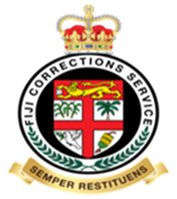 FIJI CORRECTIONS SERVICE
SEMPER RESTITUENS